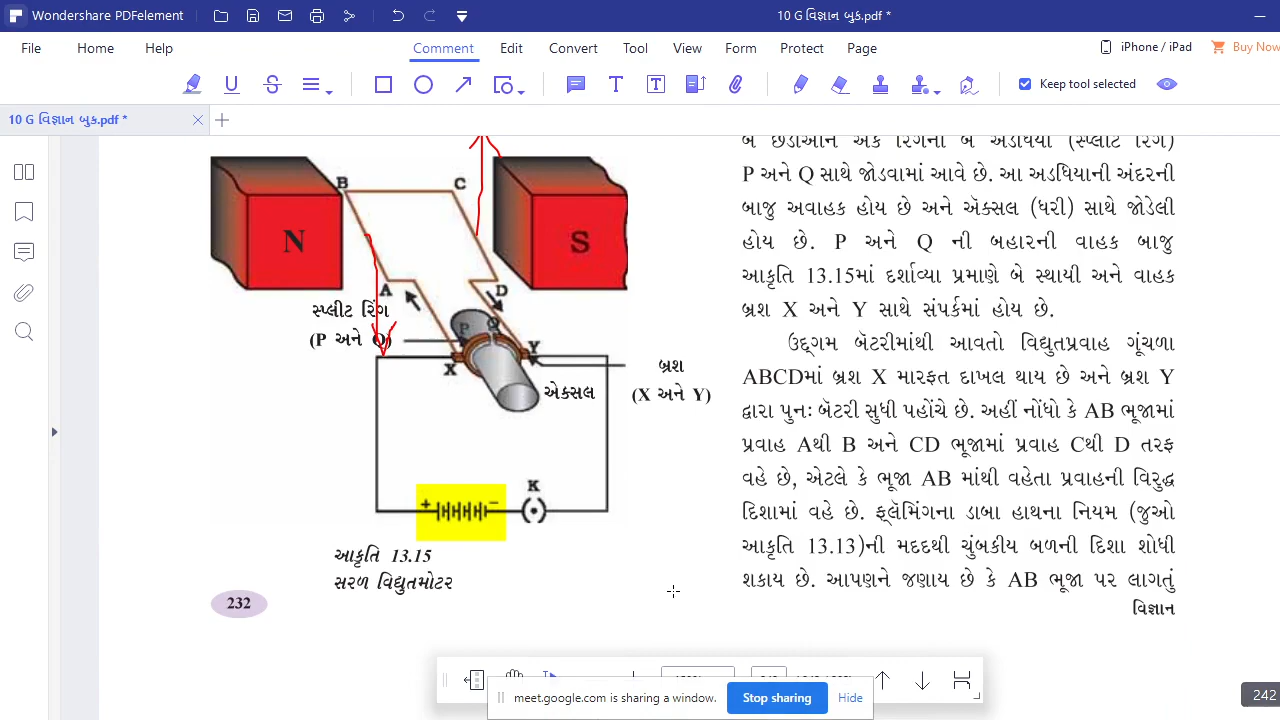 Wondershare PDFelement
10 G વિજ્ઞાન બુક.pdf *
File Home Help Comment Edit Convert Tool View Form Protect Page iPhone / iPad Buy Now
Keep tool selected
10 G વિજ્ઞાન બુક.pdf *
B C
N S
A D
સ્પ્લીટ રિંગ
(P અને Q)
P Q
X Y
બ્રશ
(X અને Y)
એક્સલ
K
+ −
આકૃતિ 13.15
સરળ વિદ્યુતમોટર
232
બે છેડાઓને એક રિંગના બે અડધિયા (સ્પ્લીટ રિંગ)
P અને Q સાથે જોડવામાં આવે છે. આ અડધિયાની અંદરની
બાજુ અવાહક હોય છે અને ઍક્સલ (ધરી) સાથે જોડેલી
હોય છે. P અને Q ની બહારની વાહક બાજુ
આકૃતિ 13.15માં દર્શાવ્યા પ્રમાણે બે સ્થાયી અને વાહક
બ્રશ X અને Y સાથે સંપર્કમાં હોય છે.
ઉદ્દગમ બૅટરીમાંથી આવતો વિદ્યુતપ્રવાહ ગૂંચળા
ABCDમાં બ્રશ X મારફત દાખલ થાય છે અને બ્રશ Y
દ્વારા પુનઃ બૅટરી સુધી પહોંચે છે. અહીં નોંધો કે AB ભૂજામાં
પ્રવાહ Aથી B અને CD ભૂજામાં પ્રવાહ Cથી D તરફ
વહે છે, એટલે કે ભૂજા AB માંથી વહેતા પ્રવાહની વિરુદ્ધ
દિશામાં વહે છે. ફ્લૅમિંગના ડાબા હાથના નિયમ (જુઓ
આકૃતિ 13.13)ની મદદથી ચુંબકીય બળની દિશા શોધી
શકાય છે. આપણને જણાય છે કે AB ભૂજા પર લાગતું
વિજ્ઞાન
meet.google.com is sharing a window. Stop sharing Hide
242